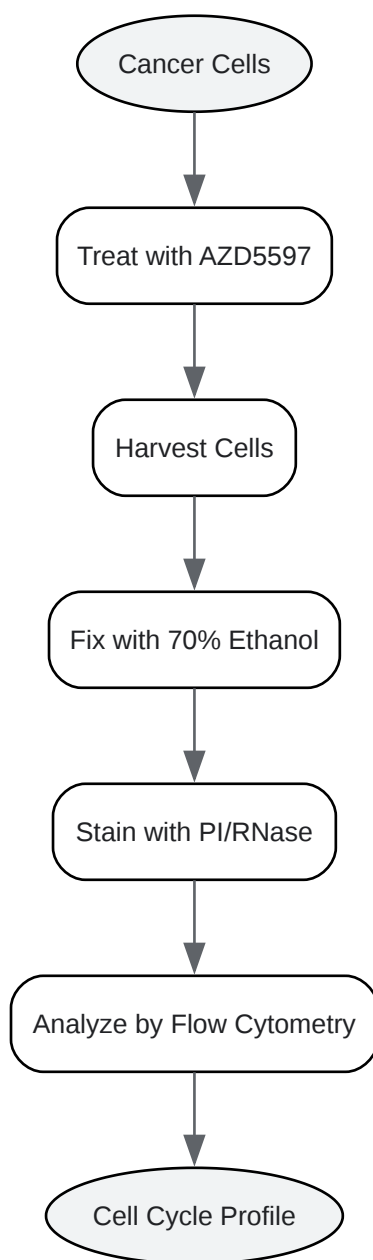 Cancer Cells
Treat with AZD5597
Harvest Cells
Fix with 70% Ethanol
Stain with PI/RNase
Analyze by Flow Cytometry
Cell Cycle Profile